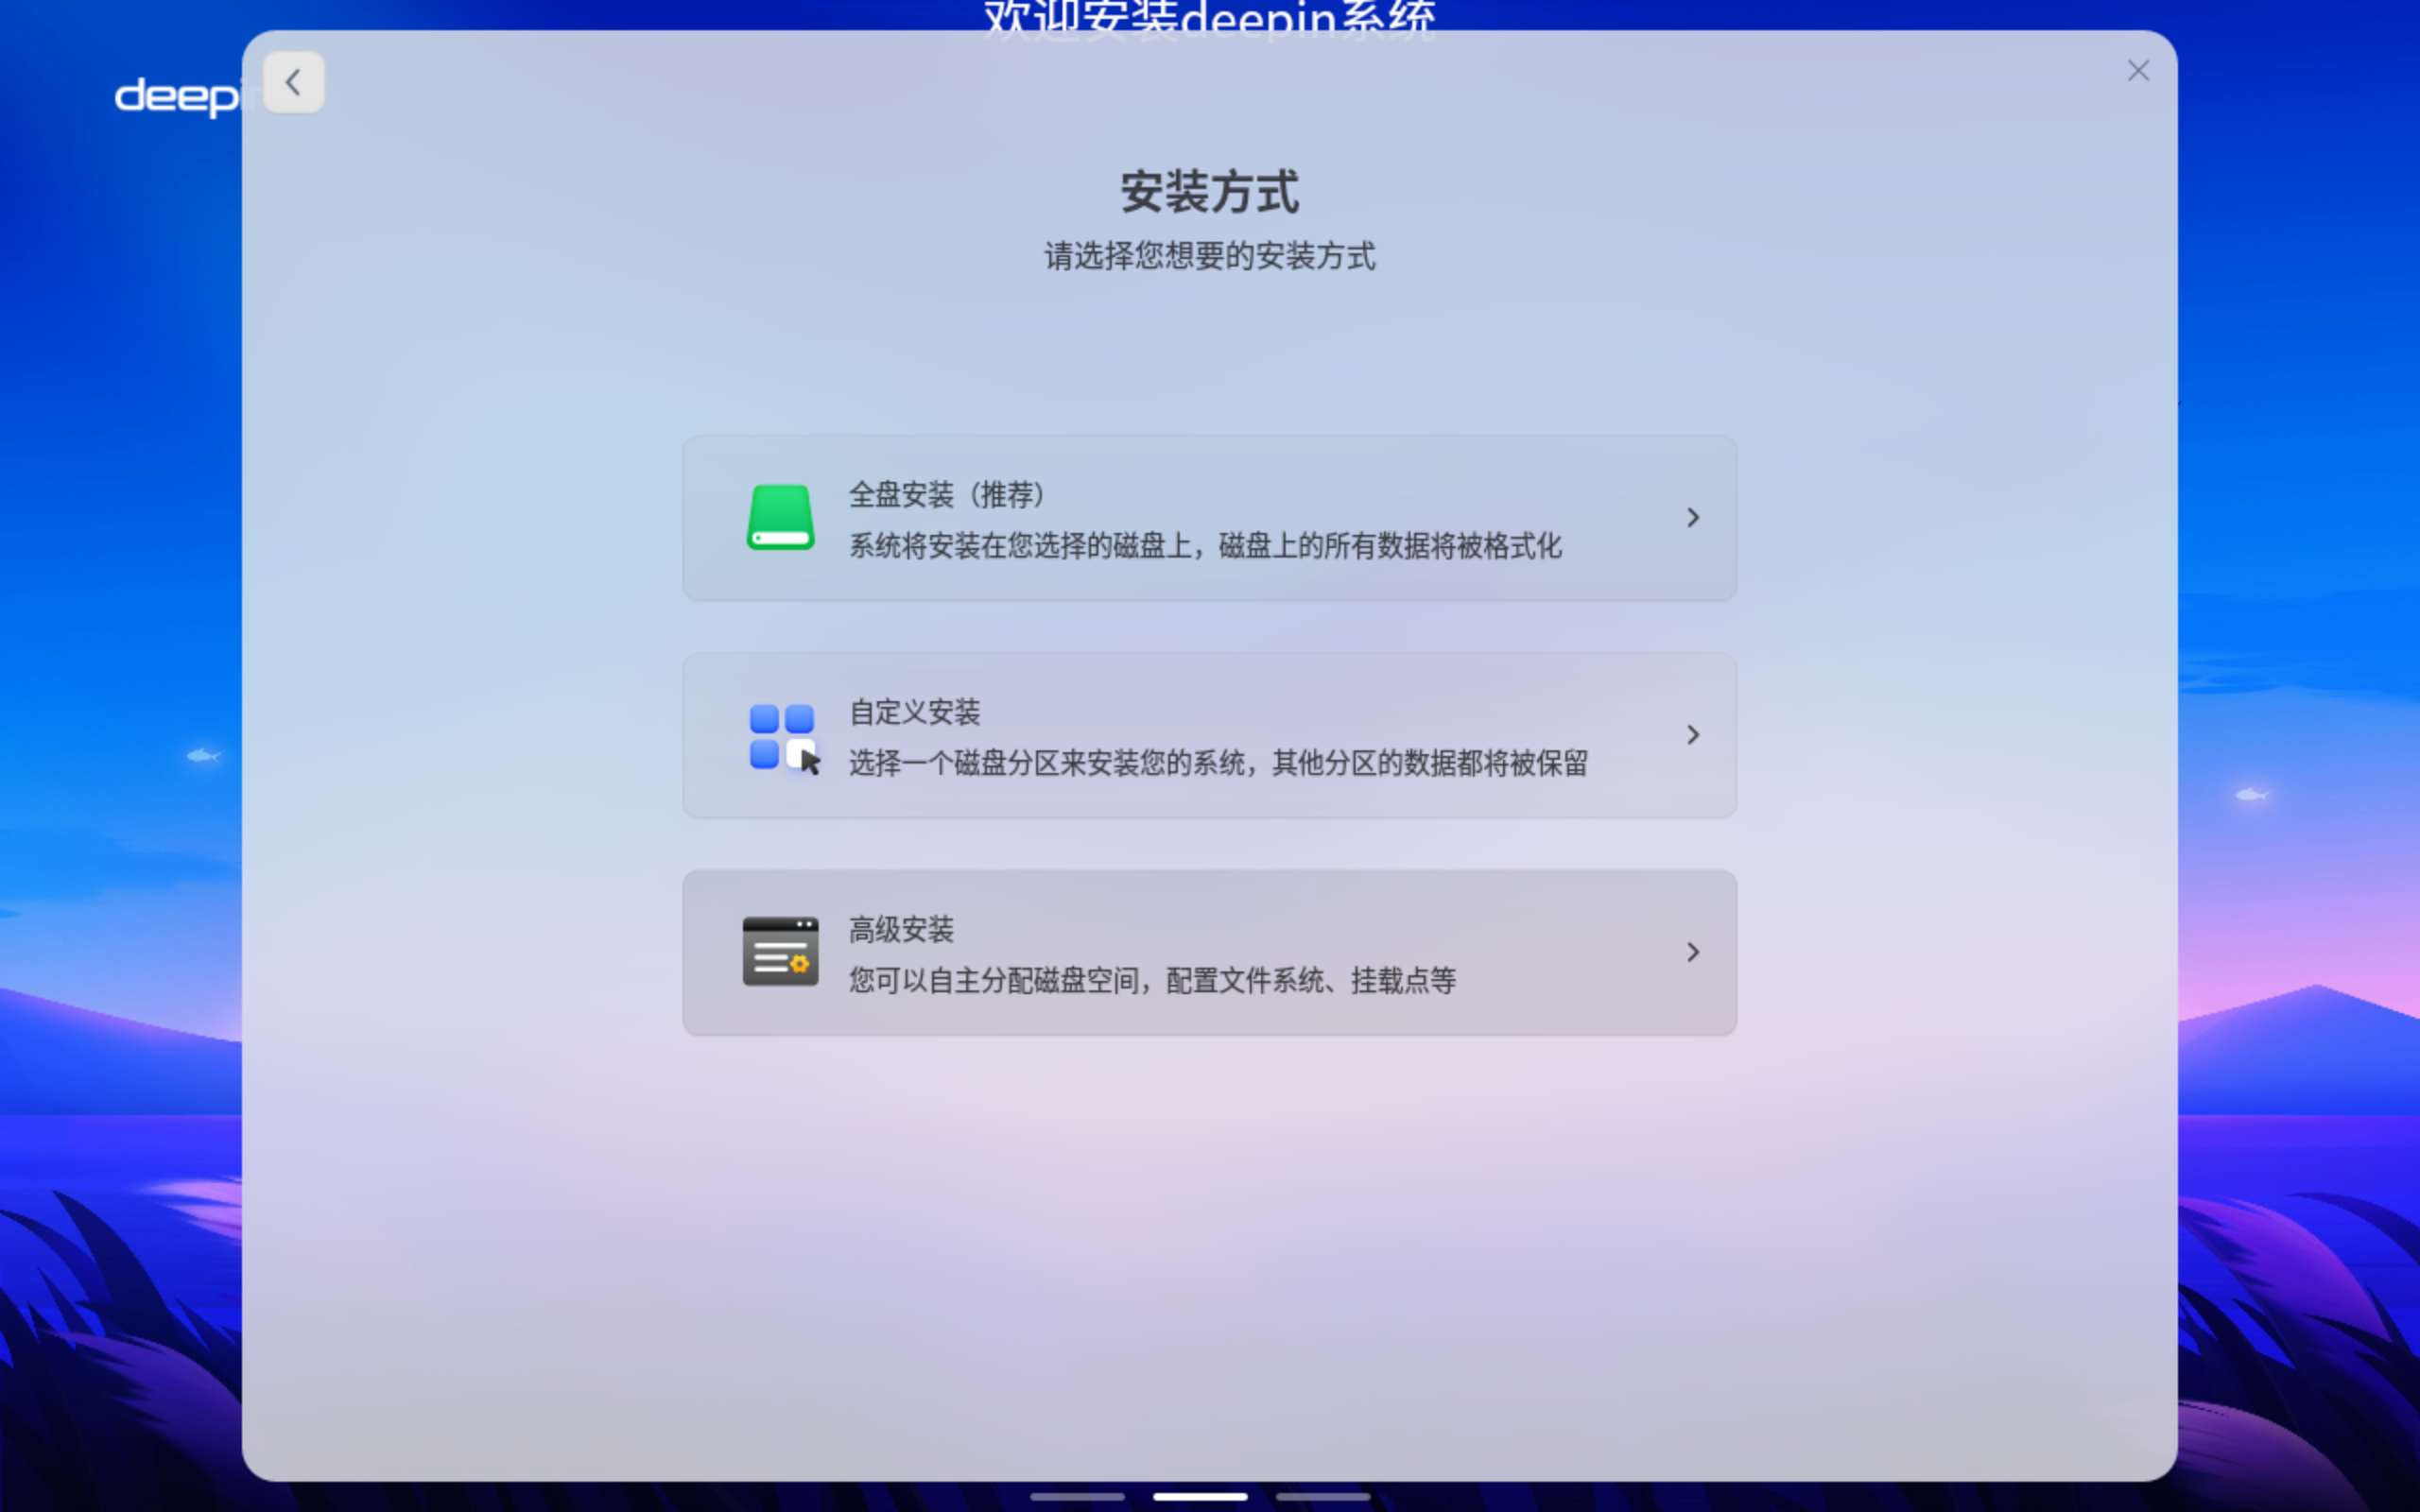 欢迎安装deepin系统
deepin
安装方式
请选择您想要的安装方式
全盘安装（推荐）
系统将安装在您选择的磁盘上，磁盘上的所有数据将被格式化
自定义安装
选择一个磁盘分区来安装您的系统，其他分区的数据都将被保留
高级安装
您可以自主分配磁盘空间，配置文件系统、挂载点等